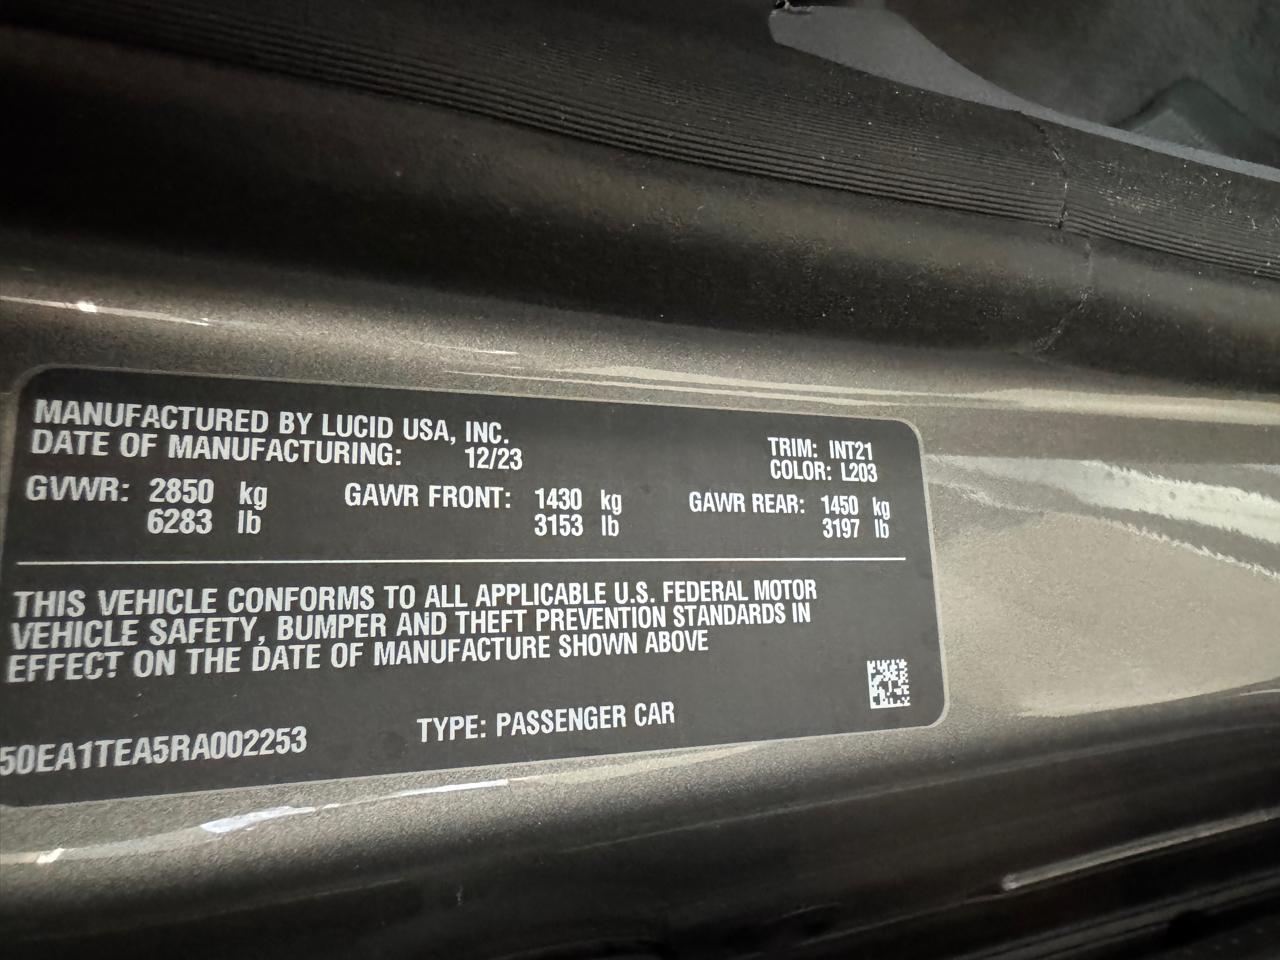 MANUFACTURED BY LUCID USA, INC.
DATE OF MANUFACTURING: 12/23
TRIM: INT21
COLOR: L203
GVWR: 2850 kg GAWR FRONT: 1430 kg GAWR REAR: 1450 kg
6283 lb 3153 lb 3197 lb
THIS VEHICLE CONFORMS TO ALL APPLICABLE U.S. FEDERAL MOTOR
VEHICLE SAFETY, BUMPER AND THEFT PREVENTION STANDARDS IN
EFFECT ON THE DATE OF MANUFACTURE SHOWN ABOVE
50EA1TEA5RA002253 TYPE: PASSENGER CAR